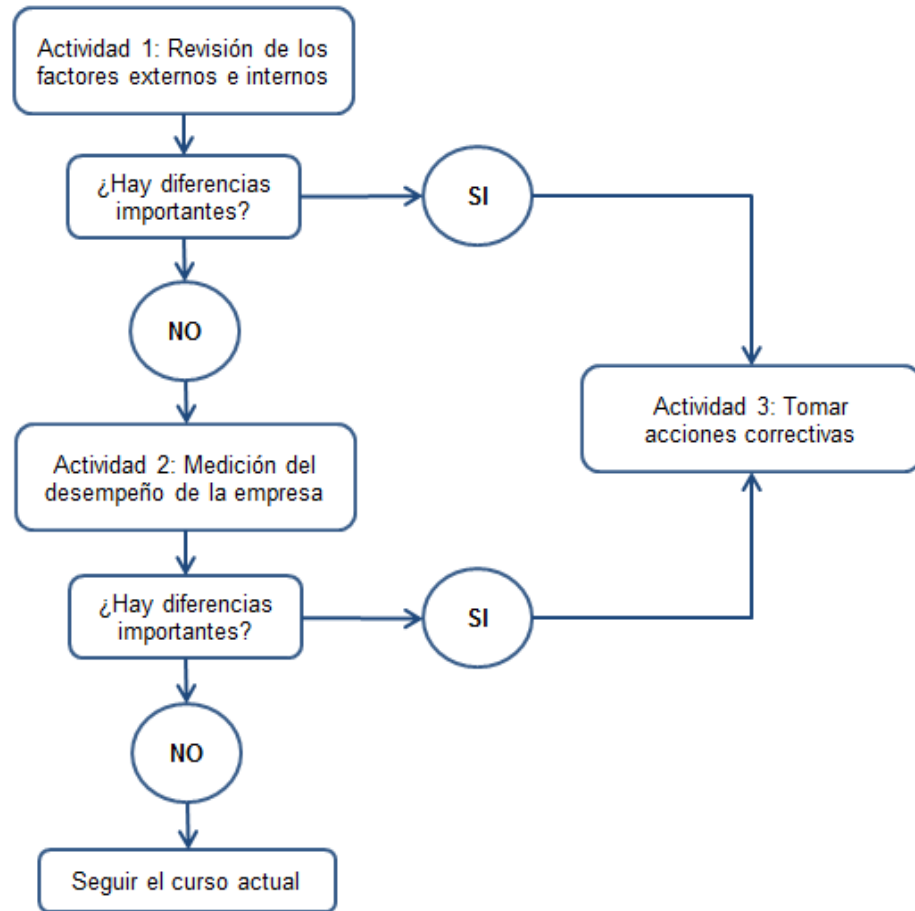 Actividad 1: Revisión de los
factores externos e internos
¿Hay diferencias
importantes?
SI
NO
Actividad 3: Tomar
acciones correctivas
Actividad 2: Medición del
desempeño de la empresa
¿Hay diferencias
importantes?
SI
NO
Seguir el curso actual